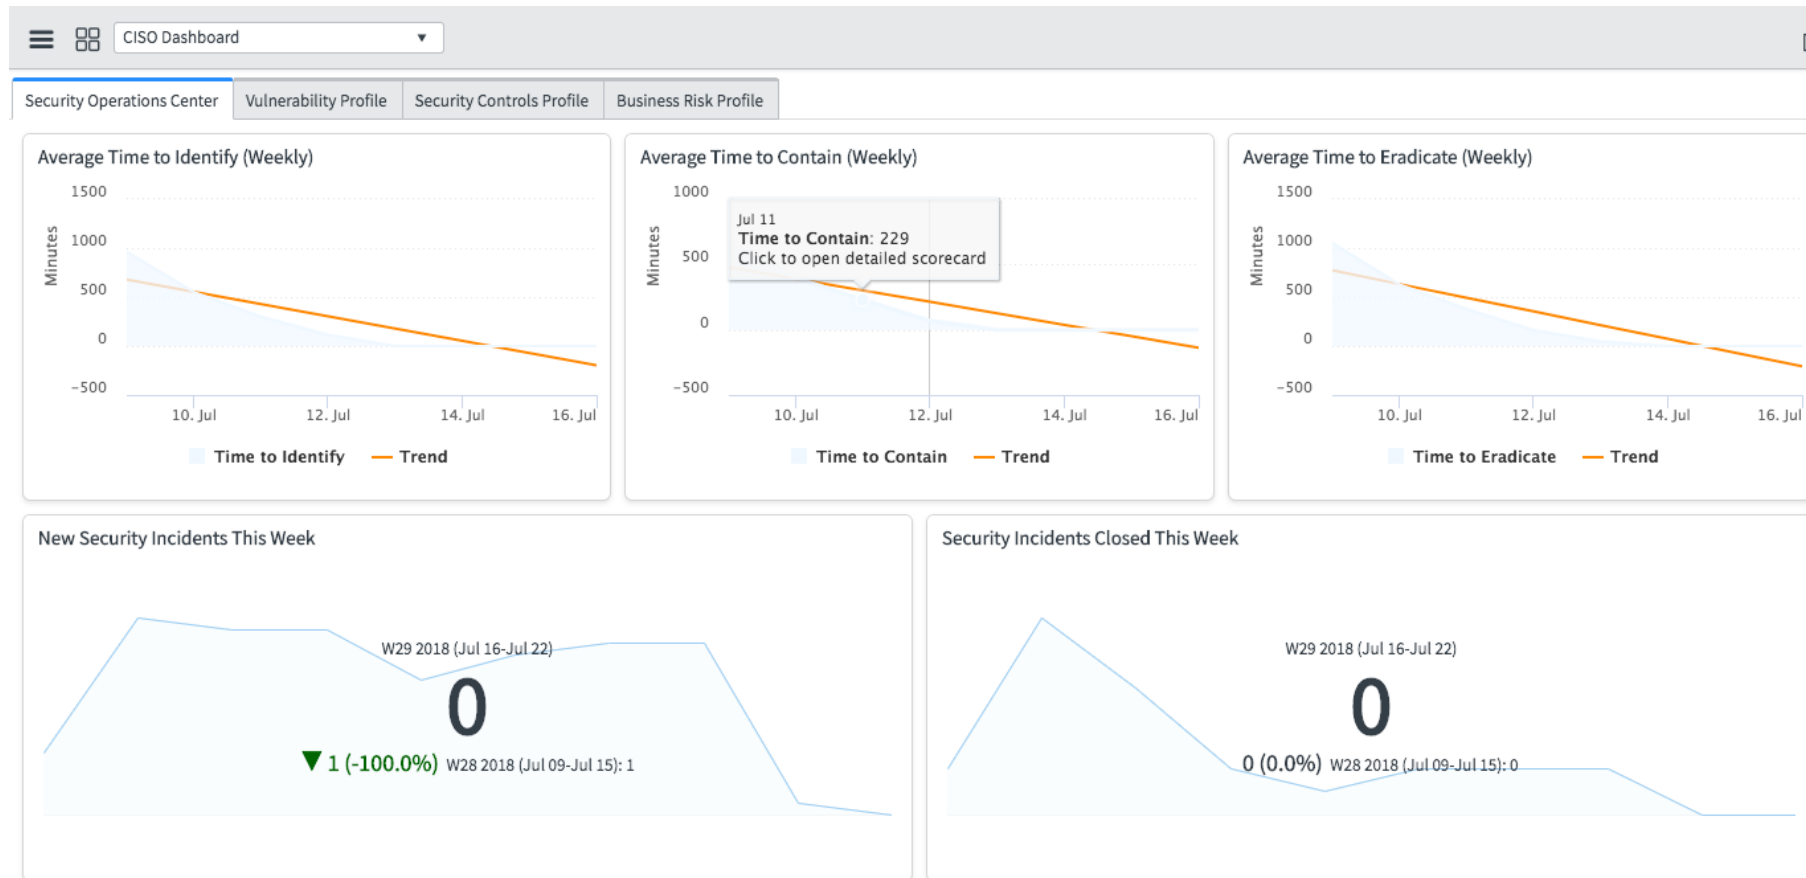 CISO Dashboard ▼
Security Operations Center
Vulnerability Profile
Security Controls Profile
Business Risk Profile
Average Time to Identify (Weekly)
1500
1000
500
0
−500
Minutes
10. Jul
12. Jul
14. Jul
16. Jul
Time to Identify
Trend
Average Time to Contain (Weekly)
1000
500
0
−500
Minutes
Jul 11
Time to Contain: 229
Click to open detailed scorecard
10. Jul
12. Jul
14. Jul
16. Jul
Time to Contain
Trend
Average Time to Eradicate (Weekly)
1500
1000
500
0
−500
Minutes
10. Jul
12. Jul
14. Jul
16. Jul
Time to Eradicate
Trend
New Security Incidents This Week
W29 2018 (Jul 16-Jul 22)
0
▼ 1 (-100.0%) W28 2018 (Jul 09-Jul 15): 1
Security Incidents Closed This Week
W29 2018 (Jul 16-Jul 22)
0
0 (0.0%) W28 2018 (Jul 09-Jul 15): 0